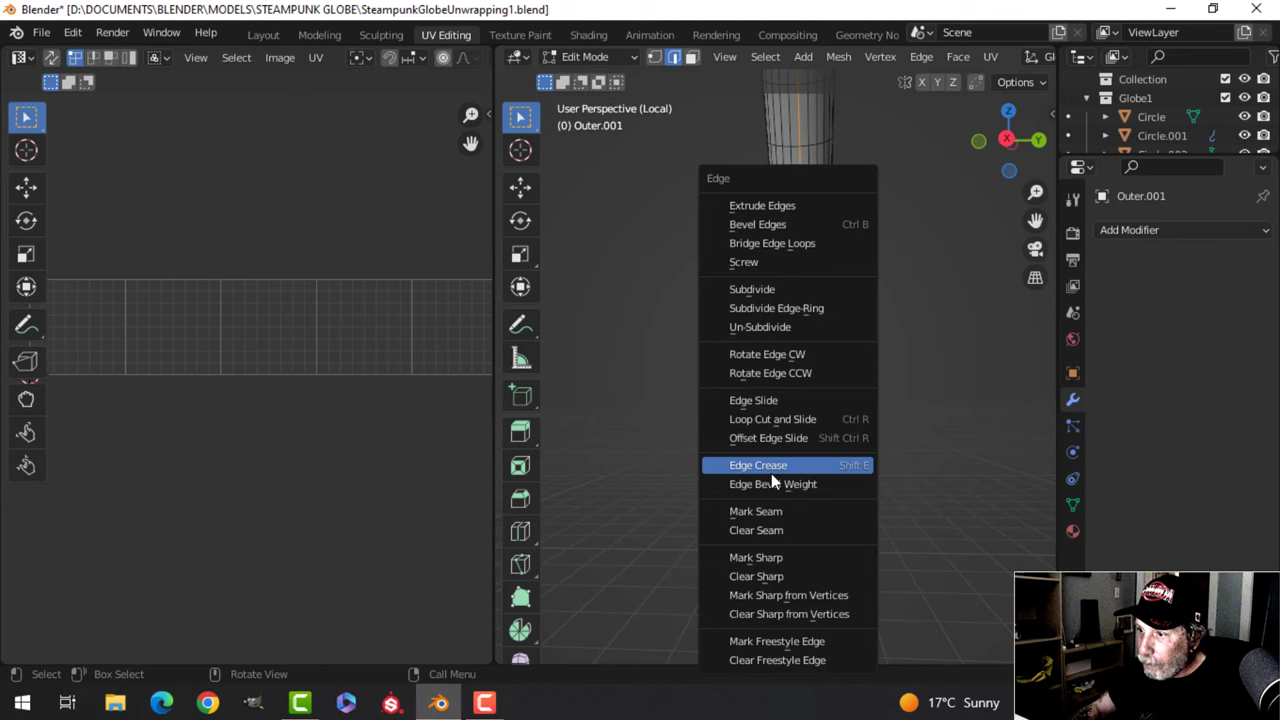 Blender* [D:\DOCUMENTS\BLENDER\MODELS\STEAMPUNK GLOBE\SteampunkGlobeUnwrapping1.blend]
File Edit Render Window Help Layout Modeling Sculpting UV Editing Texture Paint Shading Animation Rendering Compositing Geometry No Scene ViewLayer
View Select Image UV Edit Mode View Select Add Mesh Vertex Edge Face UV Gl
X Y Z Options
User Perspective (Local)
(0) Outer.001
Z
X
Y
Collection
Globe1
Circle
Circle.001
Outer.001
Add Modifier
Edge
Extrude Edges
Bevel Edges Ctrl B
Bridge Edge Loops
Screw
Subdivide
Subdivide Edge-Ring
Un-Subdivide
Rotate Edge CW
Rotate Edge CCW
Edge Slide
Loop Cut and Slide Ctrl R
Offset Edge Slide Shift Ctrl R
Edge Crease Shift E
Edge Bevel Weight
Mark Seam
Clear Seam
Mark Sharp
Clear Sharp
Mark Sharp from Vertices
Clear Sharp from Vertices
Mark Freestyle Edge
Clear Freestyle Edge
Select Box Select Rotate View Call Menu
17°C Sunny